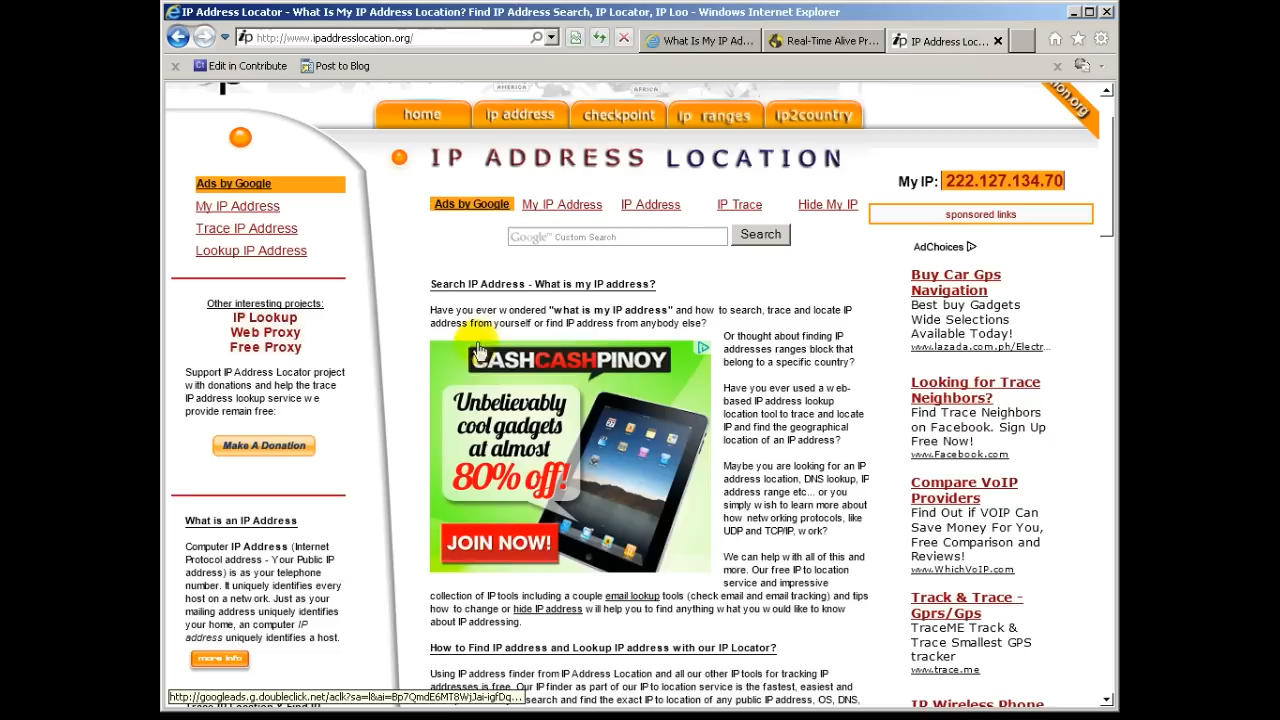 IP Address Locator - What Is My IP Address Location? Find IP Address Search, IP Locator, IP Loo - Windows Internet Explorer
http://www.ipaddresslocation.org/
What Is My IP Ad...
Real-Time Alive Pr...
IP Address Loc...
Edit in Contribute
Post to Blog
AMERICA
AFRICA
ion.org
home
ip address
checkpoint
ip ranges
ip2country
IP ADDRESS LOCATION
My IP: 222.127.134.70
sponsored links
Ads by Google
My IP Address
Trace IP Address
Lookup IP Address
Other interesting projects:
IP Lookup
Web Proxy
Free Proxy
Support IP Address Locator project
with donations and help the trace
IP address lookup service we
provide remain free:
Make A Donation
What is an IP Address
Computer IP Address (Internet
Protocol address - Your Public IP
address) is as your telephone
number. It uniquely identifies every
host on a network. Just as your
mailing address uniquely identifies
your home, an computer IP
address uniquely identifies a host.
more info
Ads by Google
My IP Address
IP Address
IP Trace
Hide My IP
Google™ Custom Search
Search
Search IP Address - What is my IP address?
Have you ever wondered "what is my IP address" and how to search, trace and locate IP
address from yourself or find IP address from anybody else?
CASHCASHPINOY
Unbelievably
cool gadgets
at almost
80% off!
JOIN NOW!
Or thought about finding IP
addresses ranges block that
belong to a specific country?
Have you ever used a web-
based IP address lookup
location tool to trace and locate
IP and find the geographical
location of an IP address?
Maybe you are looking for an IP
address location, DNS lookup, IP
address range etc... or you
simply wish to learn more about
how networking protocols, like
UDP and TCP/IP, work?
We can help with all of this and
more. Our free IP to location
service and impressive
collection of IP tools including a couple email lookup tools (check email and email tracking) and tips
how to change or hide IP address will help you to find anything what you would like to know
about IP addressing.
How to Find IP address and Lookup IP address with our IP Locator?
Using IP address finder from IP Address Location and all our other IP tools for tracking IP
addresses is free. Our IP finder as part of our IP to location service is the fastest, easiest and
search and find the exact IP to location of any public IP address, OS, DNS,
AdChoices
Buy Car Gps
Navigation
Best buy Gadgets
Wide Selections
Available Today!
www.lazada.com.ph/Electr...
Looking for Trace
Neighbors?
Find Trace Neighbors
on Facebook. Sign Up
Free Now!
www.Facebook.com
Compare VoIP
Providers
Find Out if VOIP Can
Save Money For You,
Free Comparison and
Reviews!
www.WhichVoIP.com
Track & Trace -
Gprs/Gps
TraceME Track &
Trace Smallest GPS
tracker
www.trace.me
IP Wireless Phone
http://googleads.g.doubleclick.net/aclk?sa=l&ai=Bp7QmdE6MT8WjJai-igfDq...